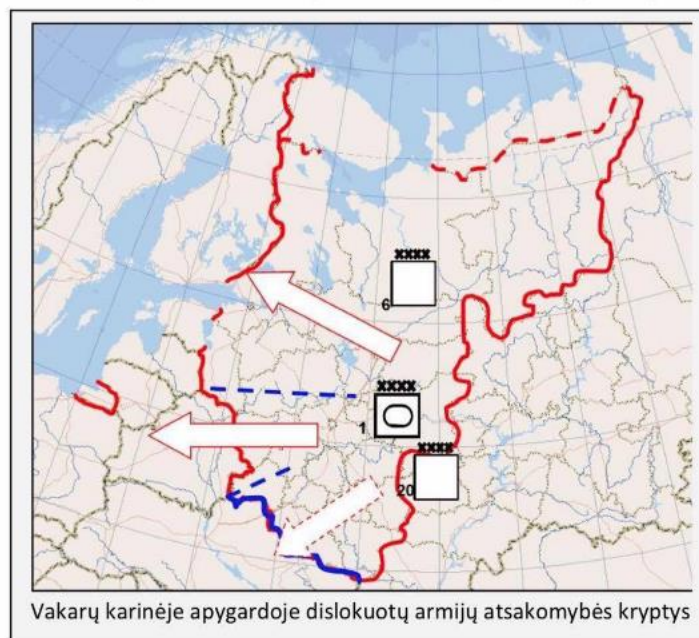 XXXX
6
XXXX
1
XXXX
20
Vakarų karinėje apygardoje dislokuotų armijų atsakomybės kryptys